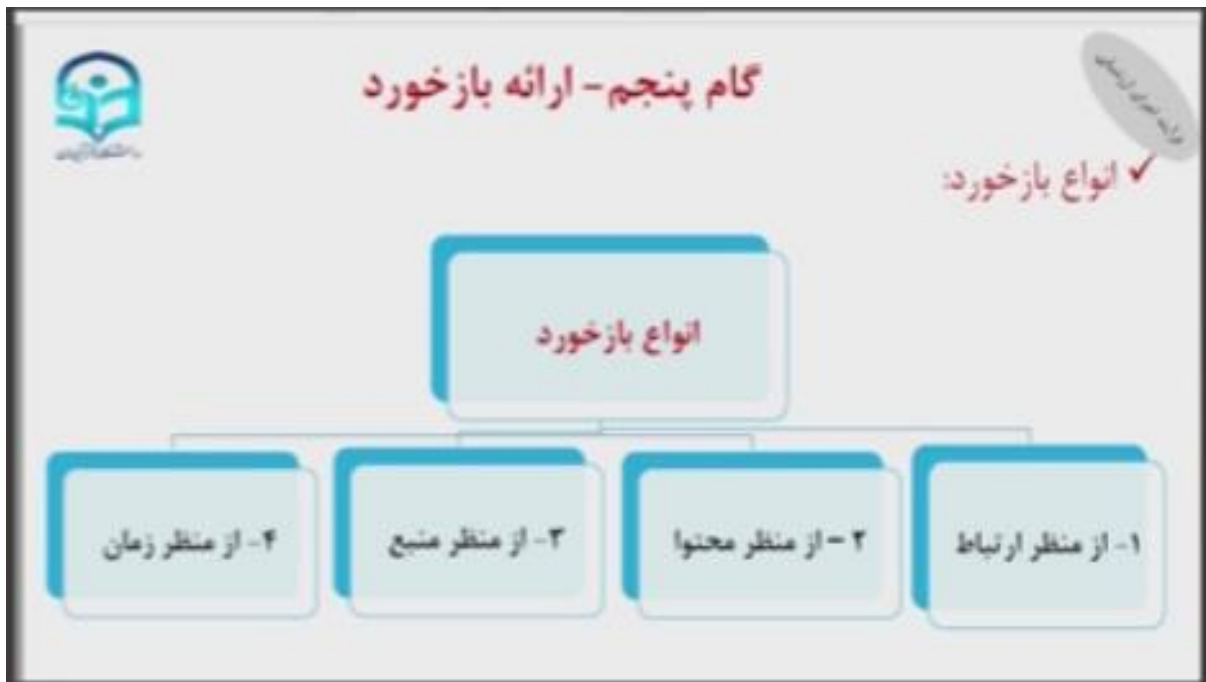 گام پنجم- ارائه بازخورد
✓ انواع بازخورد:
انواع بازخورد
۱- از منظر ارتباط
۲- از منظر محتوا
۳- از منظر منبع
۴- از منظر زمان